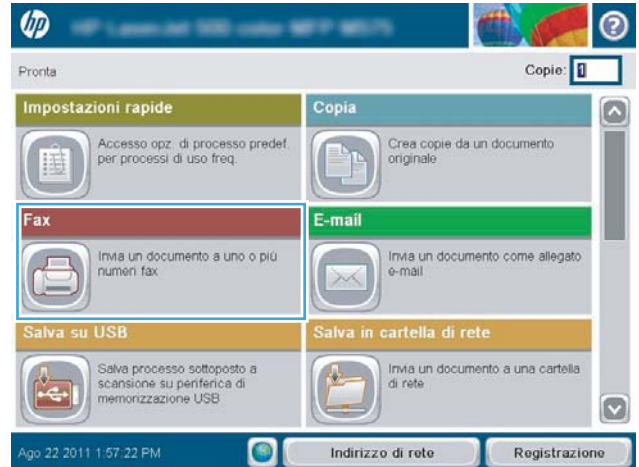 hp
Pronta
Copie: 1
Impostazioni rapide
Accesso opz. di processo predef.
per processi di uso freq.
Copia
Crea copie da un documento
originale
Fax
Invia un documento a uno o più
numeri fax
E-mail
Invia un documento come allegato
e-mail
Salva su USB
Salva processo sottoposto a
scansione su periferica di
memorizzazione USB
Salva in cartella di rete
Invia un documento a una cartella
di rete
Ago 22 2011 1:57:22 PM
Indirizzo di rete
Registrazione